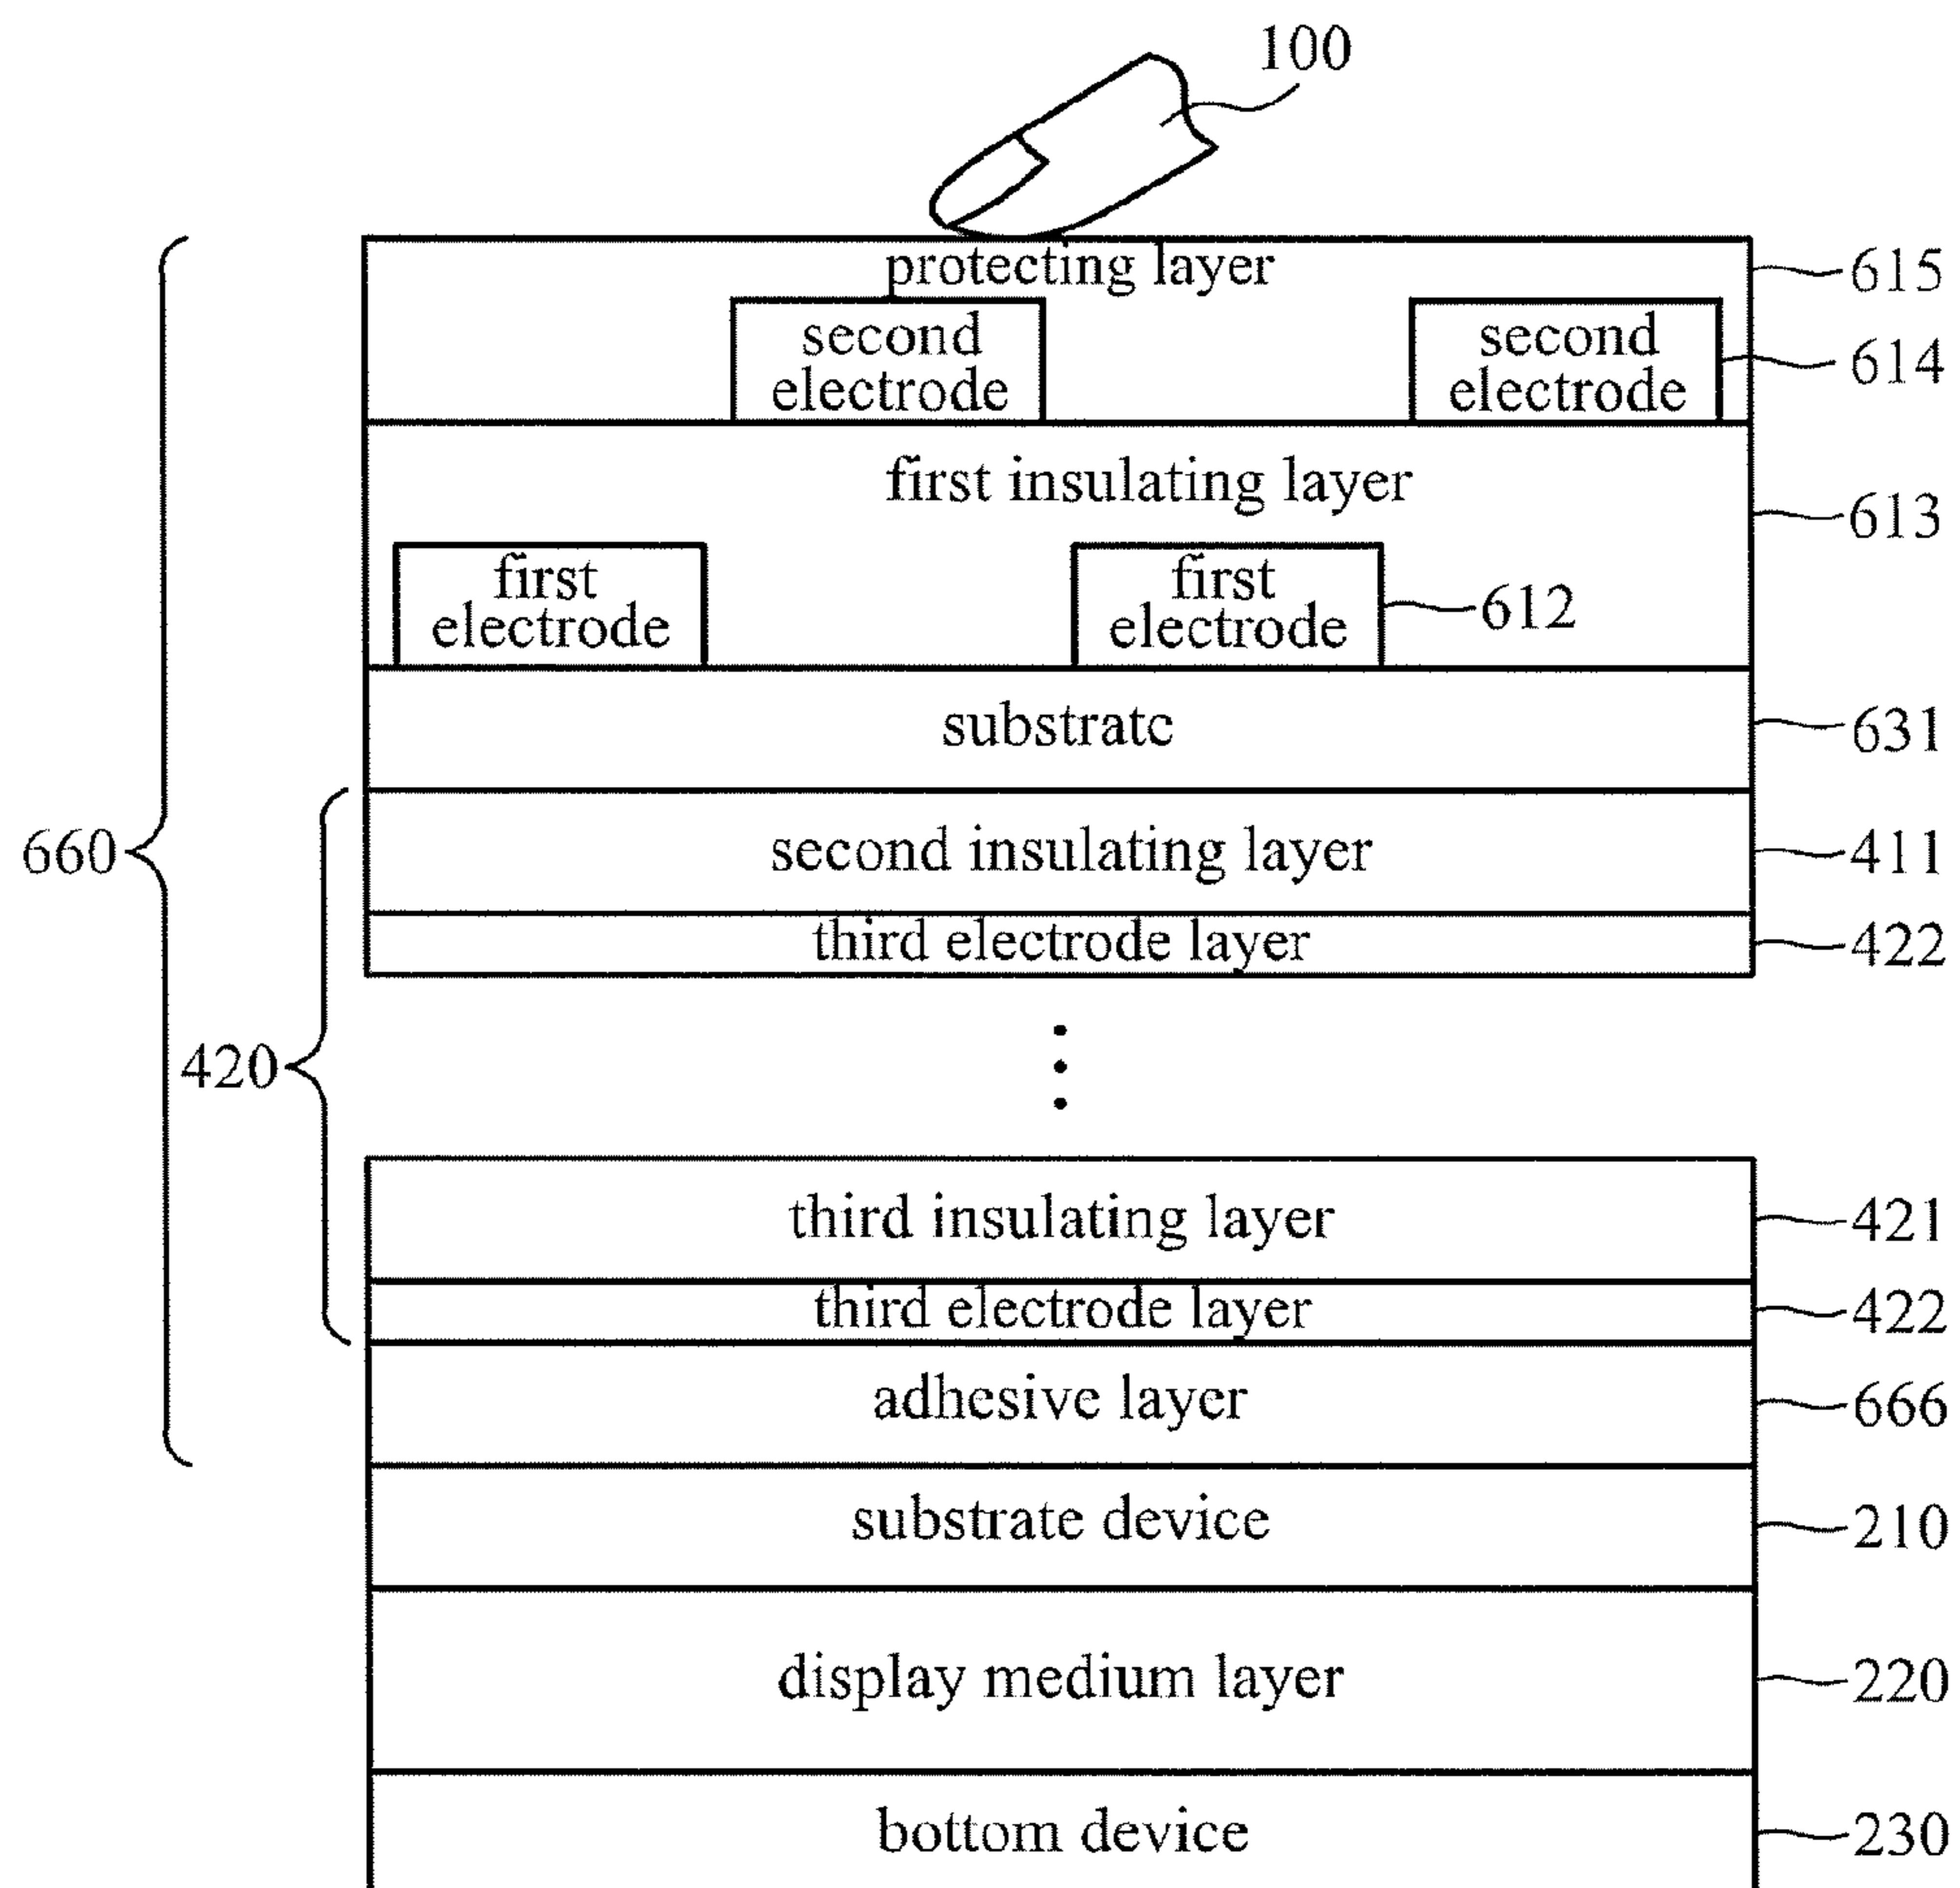 100
protecting layer
615
second
electrode
second
electrode
614
first insulating layer
613
first
electrode
first
electrode
612
substrate
631
660
second insulating layer
411
third electrode layer
422
420
third insulating layer
421
third electrode layer
422
adhesive layer
666
substrate device
210
display medium layer
220
bottom device
230